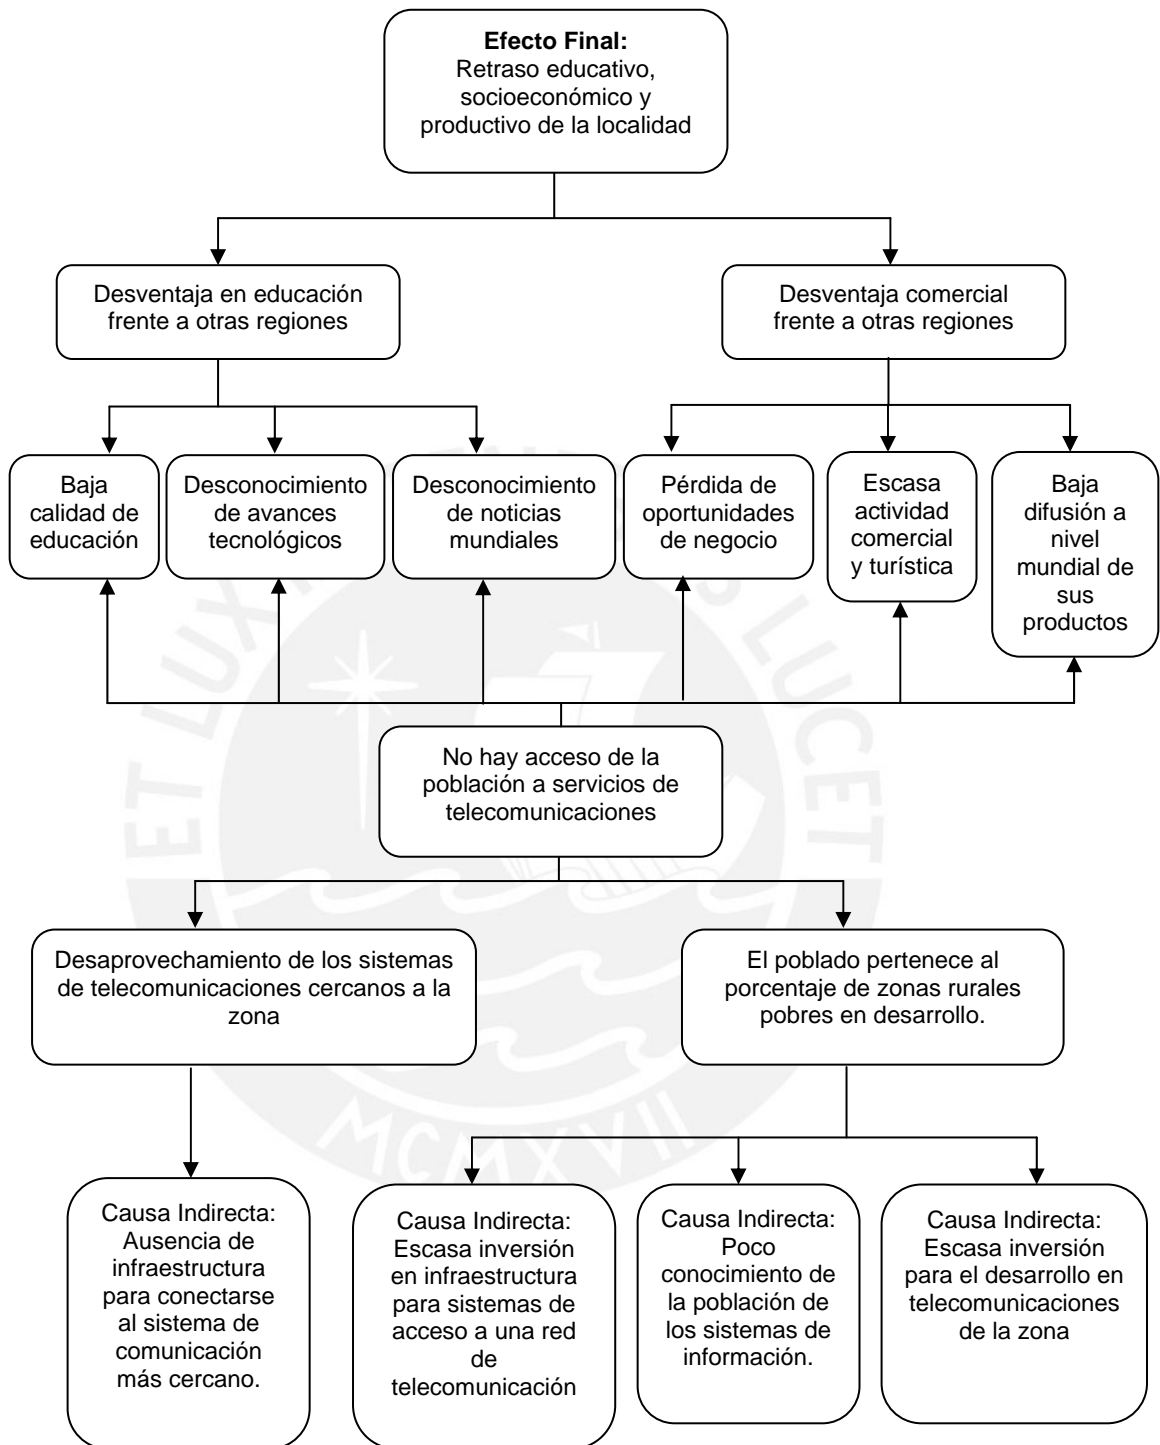 Efecto Final:
Retraso educativo,
socioeconómico y
productivo de la localidad
Desventaja en educación
frente a otras regiones
Desventaja comercial
frente a otras regiones
Baja
calidad de
educación
Desconocimiento
de avances
tecnológicos
Desconocimiento
de noticias
mundiales
Pérdida de
oportunidades
de negocio
Escasa
actividad
comercial
y turística
Baja
difusión a
nivel
mundial de
sus
productos
No hay acceso de la
población a servicios de
telecomunicaciones
Desaprovechamiento de los sistemas
de telecomunicaciones cercanos a la
zona
El poblado pertenece al
porcentaje de zonas rurales
pobres en desarrollo.
Causa Indirecta:
Ausencia de
infraestructura
para conectarse
al sistema de
comunicación
más cercano.
Causa Indirecta:
Escasa inversión
en infraestructura
para sistemas de
acceso a una red
de
telecomunicación
Causa Indirecta:
Poco
conocimiento de
la población de
los sistemas de
información.
Causa Indirecta:
Escasa inversión
para el desarrollo en
telecomunicaciones
de la zona
MCMXVII